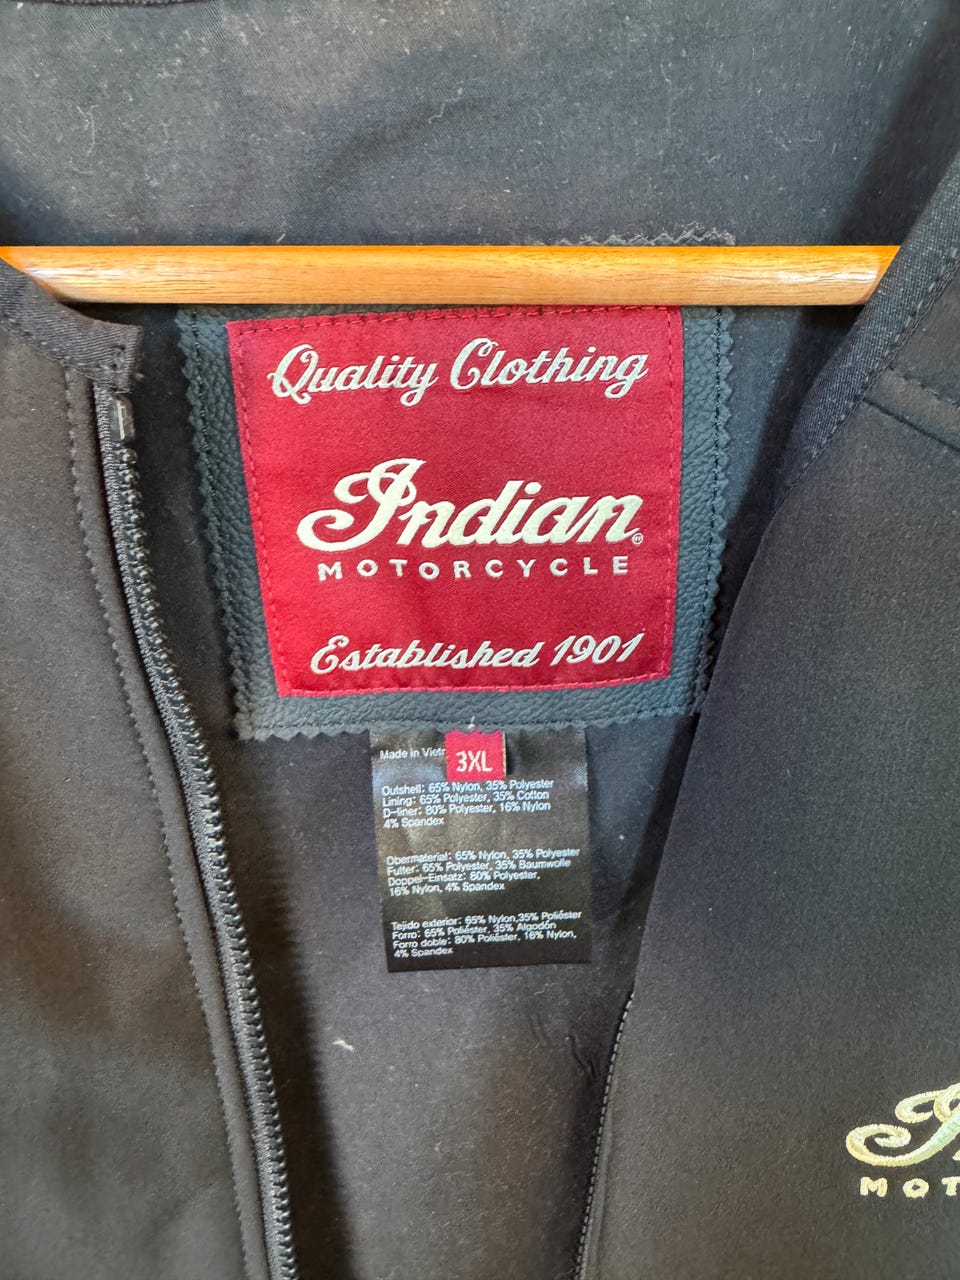 Quality Clothing
Indian
MOTORCYCLE
Established 1901
Made in
3XL
Outshell: 65% Nylon, 35% Polyester
Lining: 65% Polyester, 35% Cotton
D-liner: 80% Polyester, 16% Nylon
4% Spandex
Obermaterial: 65% Nylon, 35% Polyester
Futter: 65% Polyester, 35% Baumwolle
Doppel-Einsatz: 80% Polyester,
16% Nylon, 4% Spandex
Tejido exterior: 65% Nylon,35% Poliéster
Forro: 65% Poliéster, 35% Algodón
Forro doble: 80% Poliéster, 16% Nylon,
4% Spandex
MOT